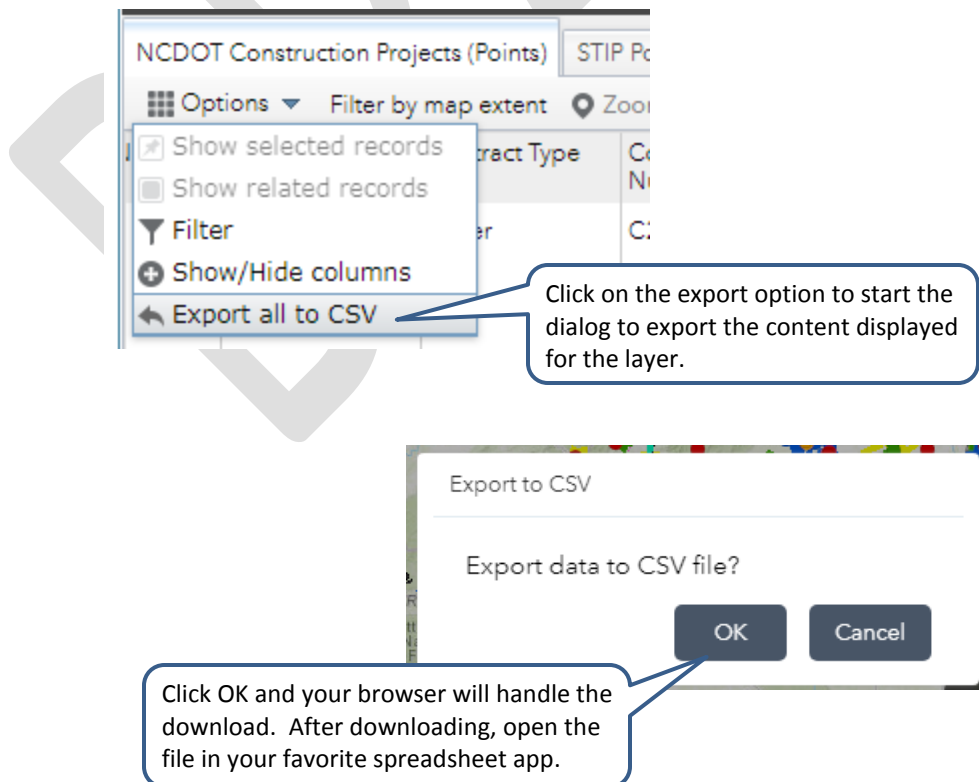 NCDOT Construction Projects (Points) STIP
Options Filter by map extent
Show selected records
Show related records
Filter
Show/Hide columns
Export all to CSV
Click on the export option to start the
dialog to export the content displayed
for the layer.
Export to CSV
Export data to CSV file?
OK Cancel
Click OK and your browser will handle the
download. After downloading, open the
file in your favorite spreadsheet app.